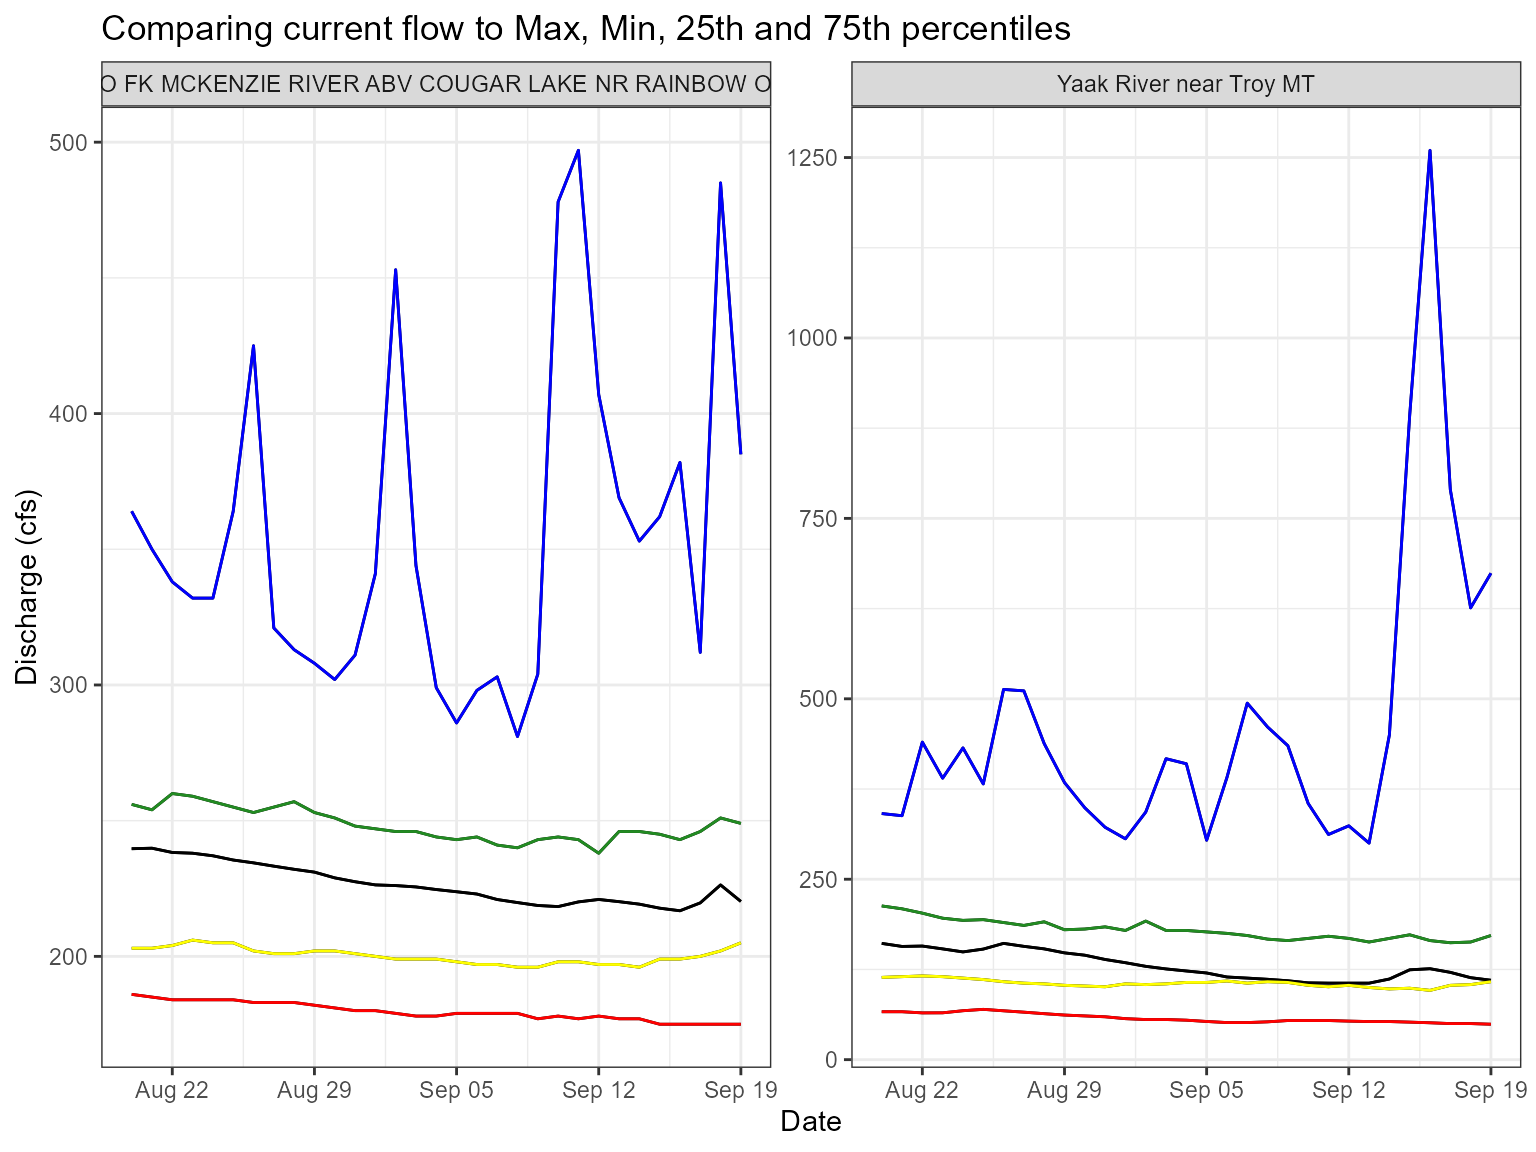 Comparing current flow to Max, Min, 25th and 75th percentiles
O FK MCKENZIE RIVER ABV COUGAR LAKE NR RAINBOW O
Yaak River near Troy MT
Discharge (cfs)
500
400
300
200
1250
1000
750
500
250
0
Aug 22 Aug 29 Sep 05 Sep 12 Sep 19
Aug 22 Aug 29 Sep 05 Sep 12 Sep 19
Date